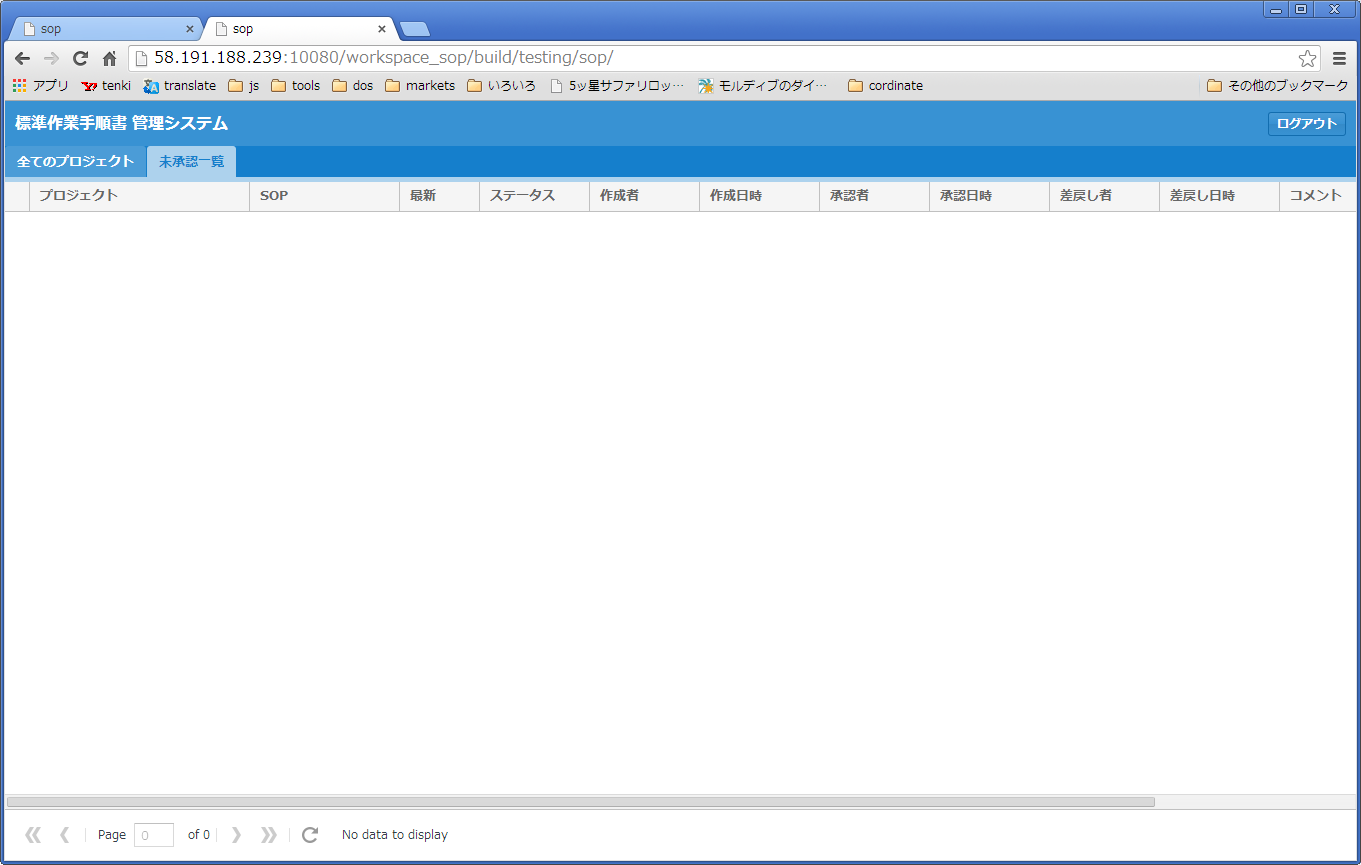 sop sop
58.191.188.239:10080/workspace_sop/build/testing/sop/
アプリ tenki translate js tools dos markets いろいろ 5ッ星サファリロッ… モルディブのダイ… cordinate その他のブックマーク
標準作業手順書 管理システム ログアウト
全てのプロジェクト 未承認一覧
プロジェクト SOP 最新 ステータス 作成者 作成日時 承認者 承認日時 差戻し者 差戻し日時 コメント
Page 0 of 0 No data to display